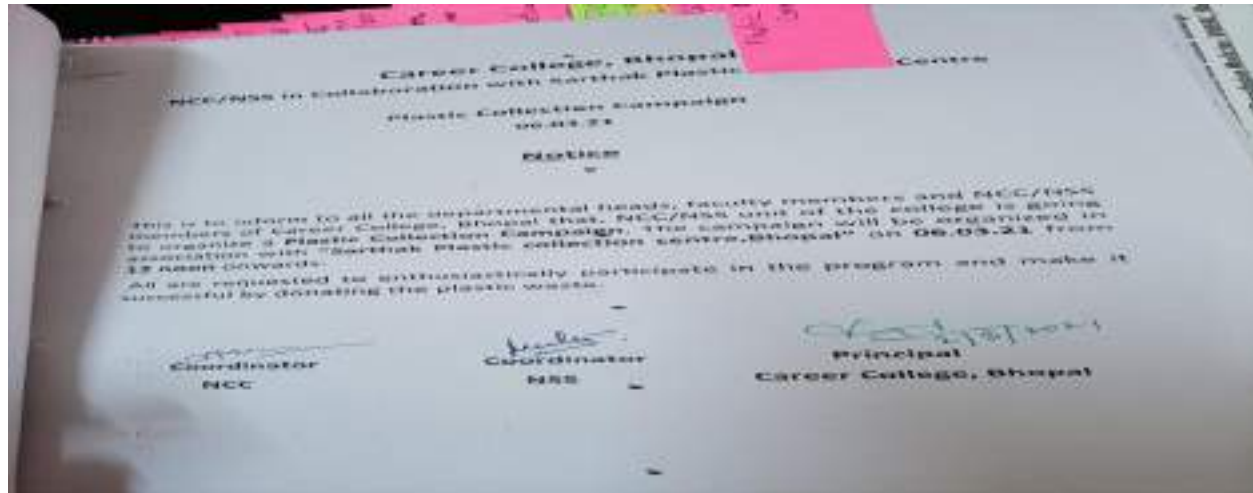 Career College, Bhopal
NCC/NSS in Collaboration with Sarthak Plastic Centre
Plastic Collection Campaign
06.03.21
Notice
This is to inform to all the departmental heads, faculty members and NCC/NSS
members of Career College, Bhopal that, NCC/NSS unit of the college is going
to organize a Plastic Collection Campaign. The campaign will be organized in
association with "Sarthak Plastic collection centre,Bhopal" on 06.03.21 from
12 noon onwards.
All are requested to enthusiastically participate in the program and make it
successful by donating the plastic waste.
Coordinator Coordinator Principal
NCC NSS Career College, Bhopal